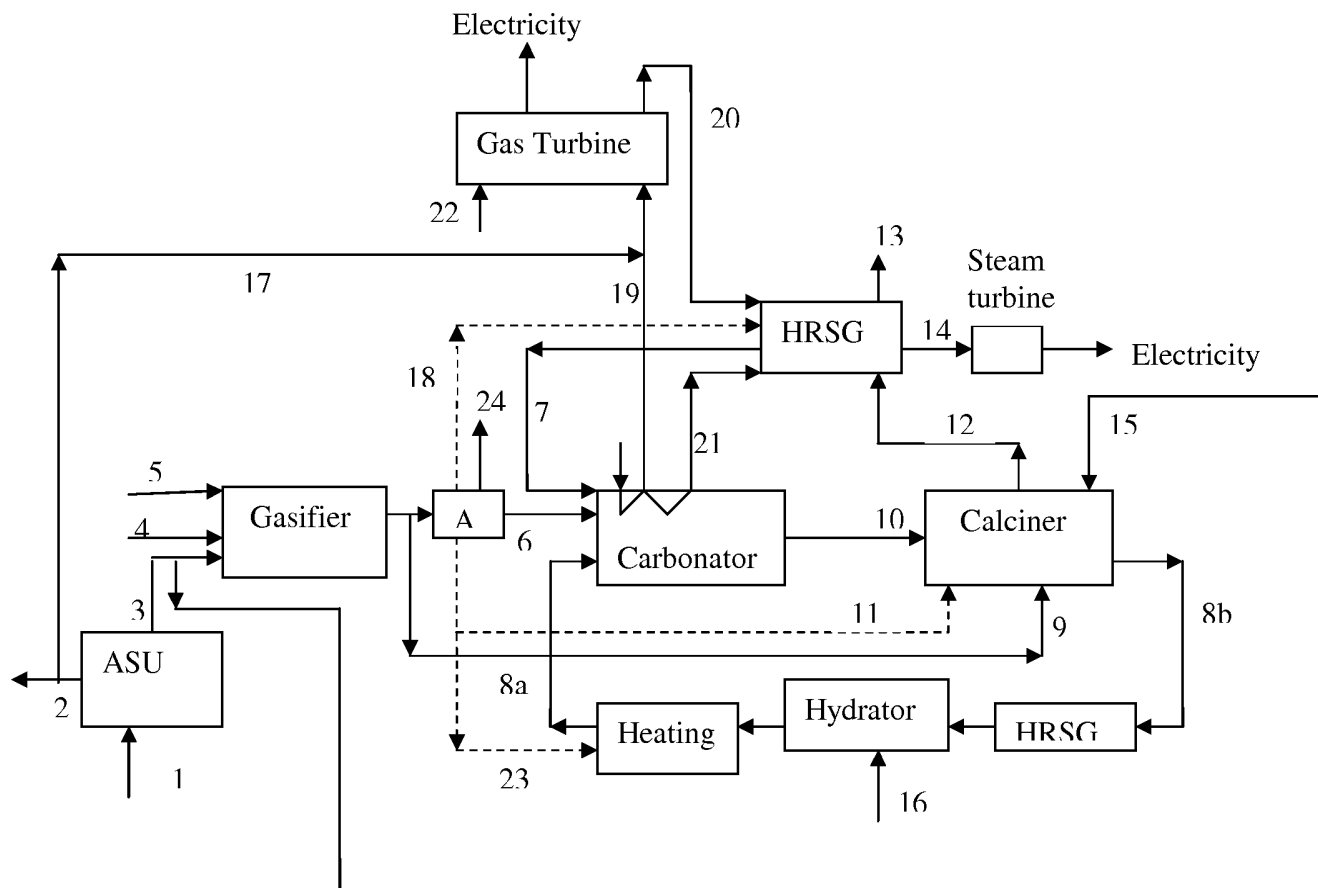 Electricity
20
Gas Turbine
22
13
17
Steam
turbine
19
HRSG
14
Electricity
18
24
7
21
12
15
5
Gasifier
A
Calciner
4
6
10
Carbonator
3
11
9
8b
ASU
8a
2
Hydrator
Heating
HRSG
1
23
16